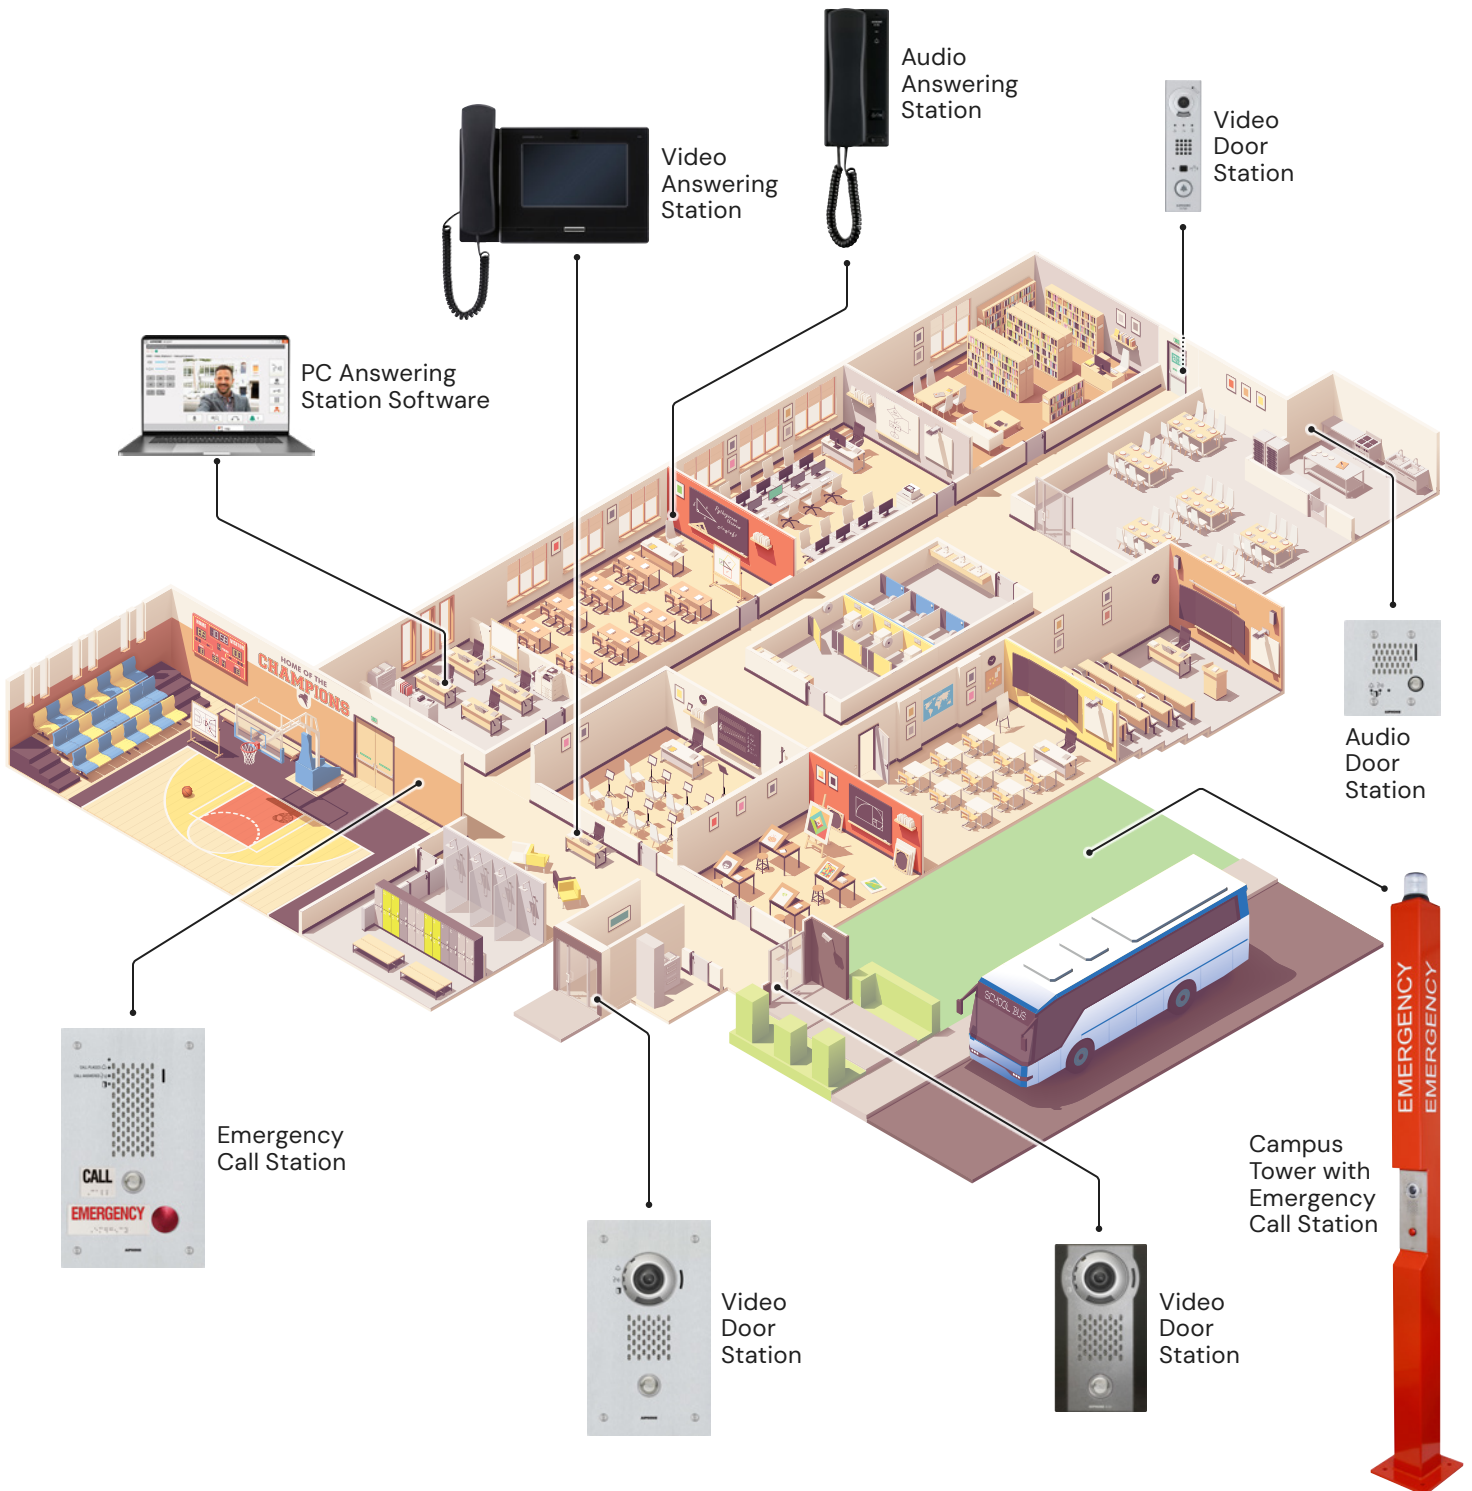 Audio
Answering
Station
Video
Door
Station
Video
Answering
Station
PC Answering
Station Software
HOME OF THE
CHAMPIONS
Audio
Door
Station
SCHOOL BUS
EMERGENCY
EMERGENCY
CALL
EMERGENCY
Emergency
Call Station
Campus
Tower with
Emergency
Call Station
Video
Door
Station
Video
Door
Station